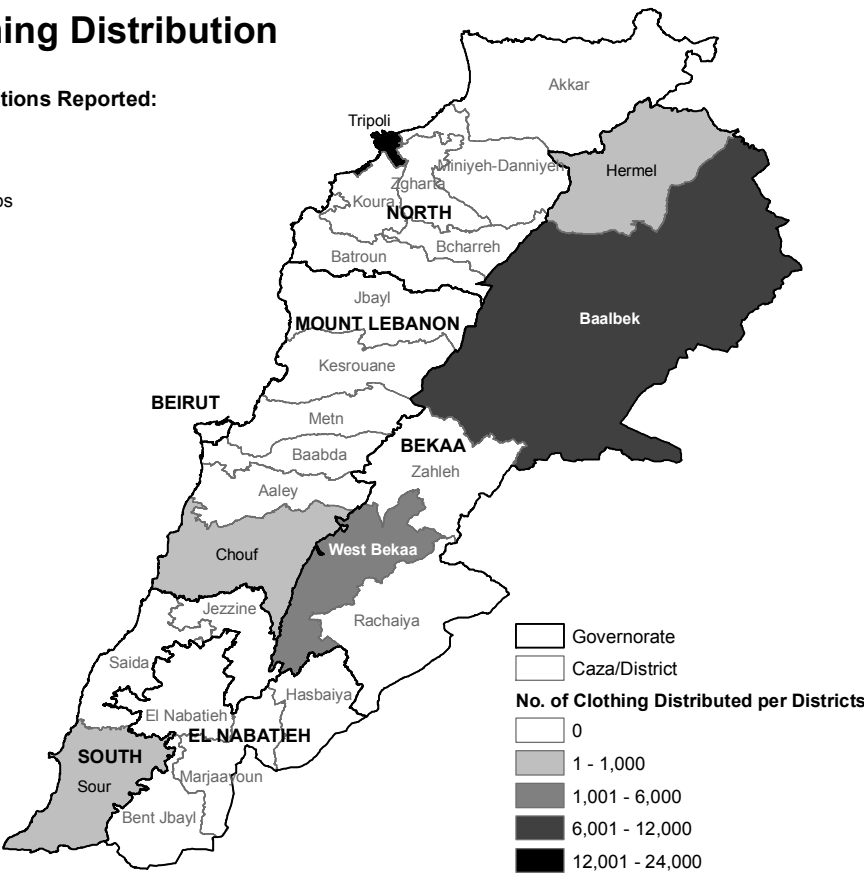 ing Distribution
tions Reported:
os
Akkar
Tripoli
Miniyeh-Danniyeh
Hermel
Zgharta
Koura
NORTH
Bcharreh
Batroun
Jbayl
MOUNT LEBANON
Baalbek
Kesrouane
BEIRUT
Metn
BEKAA
Baabda
Zahleh
Aaley
West Bekaa
Chouf
Jezzine
Rachaiya
Saida
Hasbaiya
El Nabatieh
EL NABATIEH
SOUTH
Marjaayoun
Sour
Bent Jbayl
Governorate
Caza/District
No. of Clothing Distributed per Districts
0
1 - 1,000
1,001 - 6,000
6,001 - 12,000
12,001 - 24,000